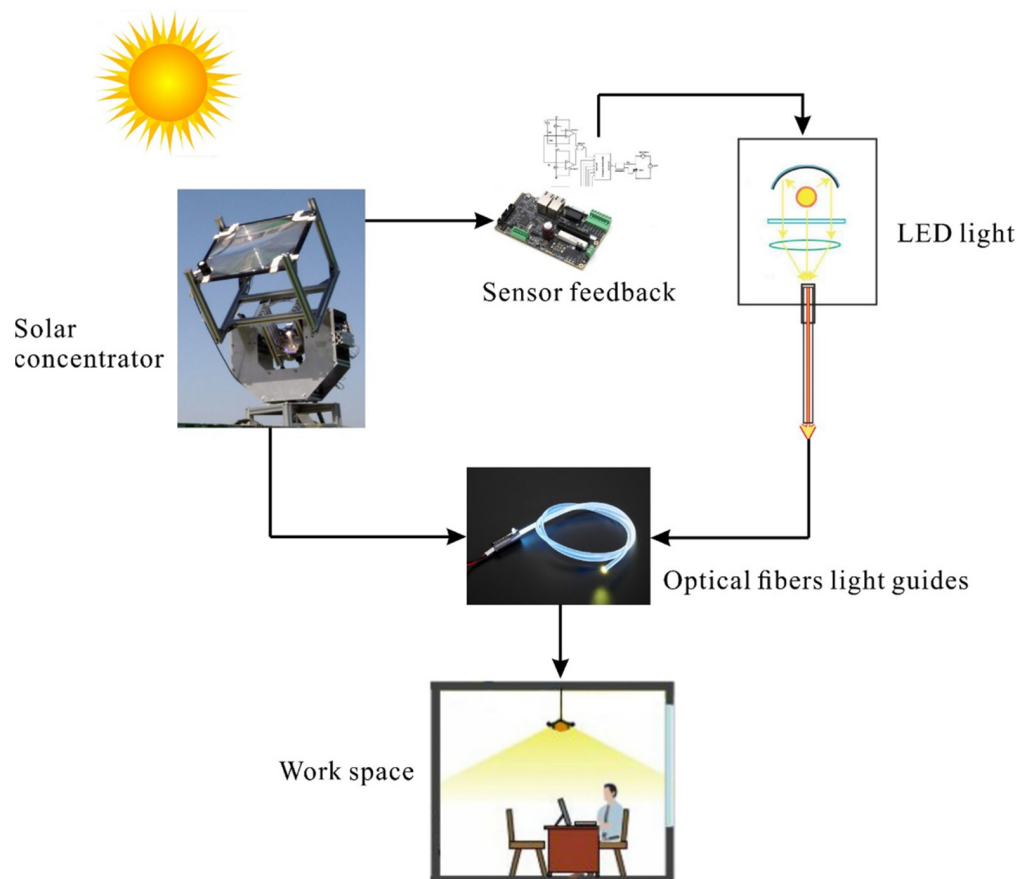 LED light
Sensor feedback
Solar
concentrator
Optical fibers light guides
Work space